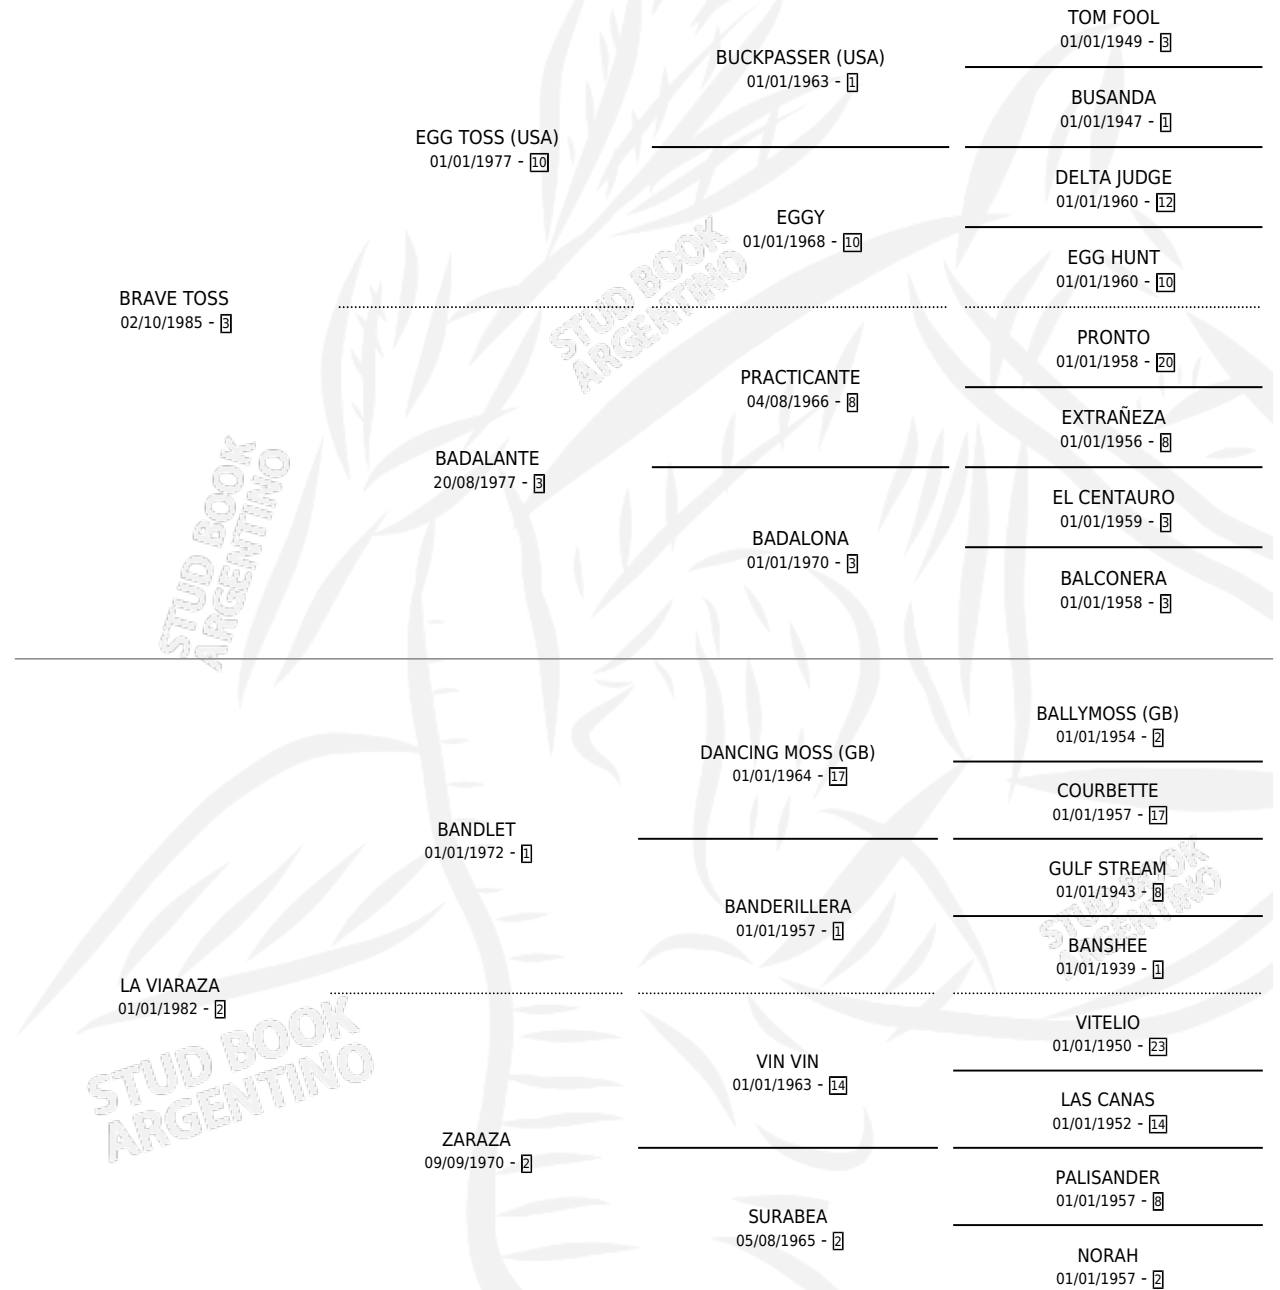 TOM FOOL
01/01/1949 - 3
BUCKPASSER (USA)
01/01/1963 - 1
BUSANDA
01/01/1947 - 1
EGG TOSS (USA)
01/01/1977 - 10
DELTA JUDGE
01/01/1960 - 12
EGGY
01/01/1968 - 10
EGG HUNT
01/01/1960 - 10
STUD BOOK
ARGENTINO
BRAVE TOSS
02/10/1985 - 3
PRONTO
01/01/1958 - 20
PRACTICANTE
04/08/1966 - 8
EXTRAÑEZA
01/01/1956 - 8
BADALANTE
20/08/1977 - 3
EL CENTAURO
01/01/1959 - 3
BADALONA
01/01/1970 - 3
BALCONERA
01/01/1958 - 3
STUD BOOK
ARGENTINO
BALLYMOSS (GB)
01/01/1954 - 2
DANCING MOSS (GB)
01/01/1964 - 17
COURBETTE
01/01/1957 - 17
BANDLET
01/01/1972 - 1
GULF STREAM
01/01/1943 - 8
BANDERILLERA
01/01/1957 - 1
BANSHEE
01/01/1939 - 1
STUD BOOK
ARGENTINO
LA VIARAZA
01/01/1982 - 2
VITELIO
01/01/1950 - 23
VIN VIN
01/01/1963 - 14
LAS CANAS
01/01/1952 - 14
STUD BOOK
ARGENTINO
ZARAZA
09/09/1970 - 2
PALISANDER
01/01/1957 - 8
SURABEA
05/08/1965 - 2
NORAH
01/01/1957 - 2